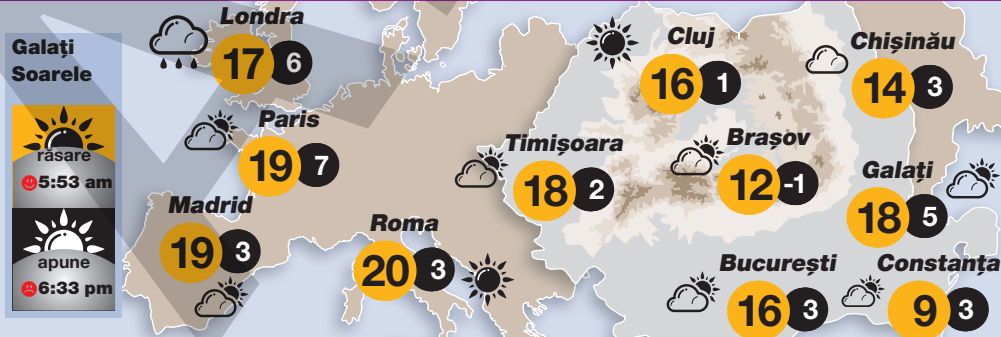 Galați
Soarele
răsare
5:53 am
apune
6:33 pm
Londra
17 6
Paris
19 7
Madrid
19 3
Roma
20 3
Timișoara
18 2
Cluj
16 1
Brașov
12 -1
Chișinău
14 3
Galați
18 5
București
16 3
Constanța
9 3